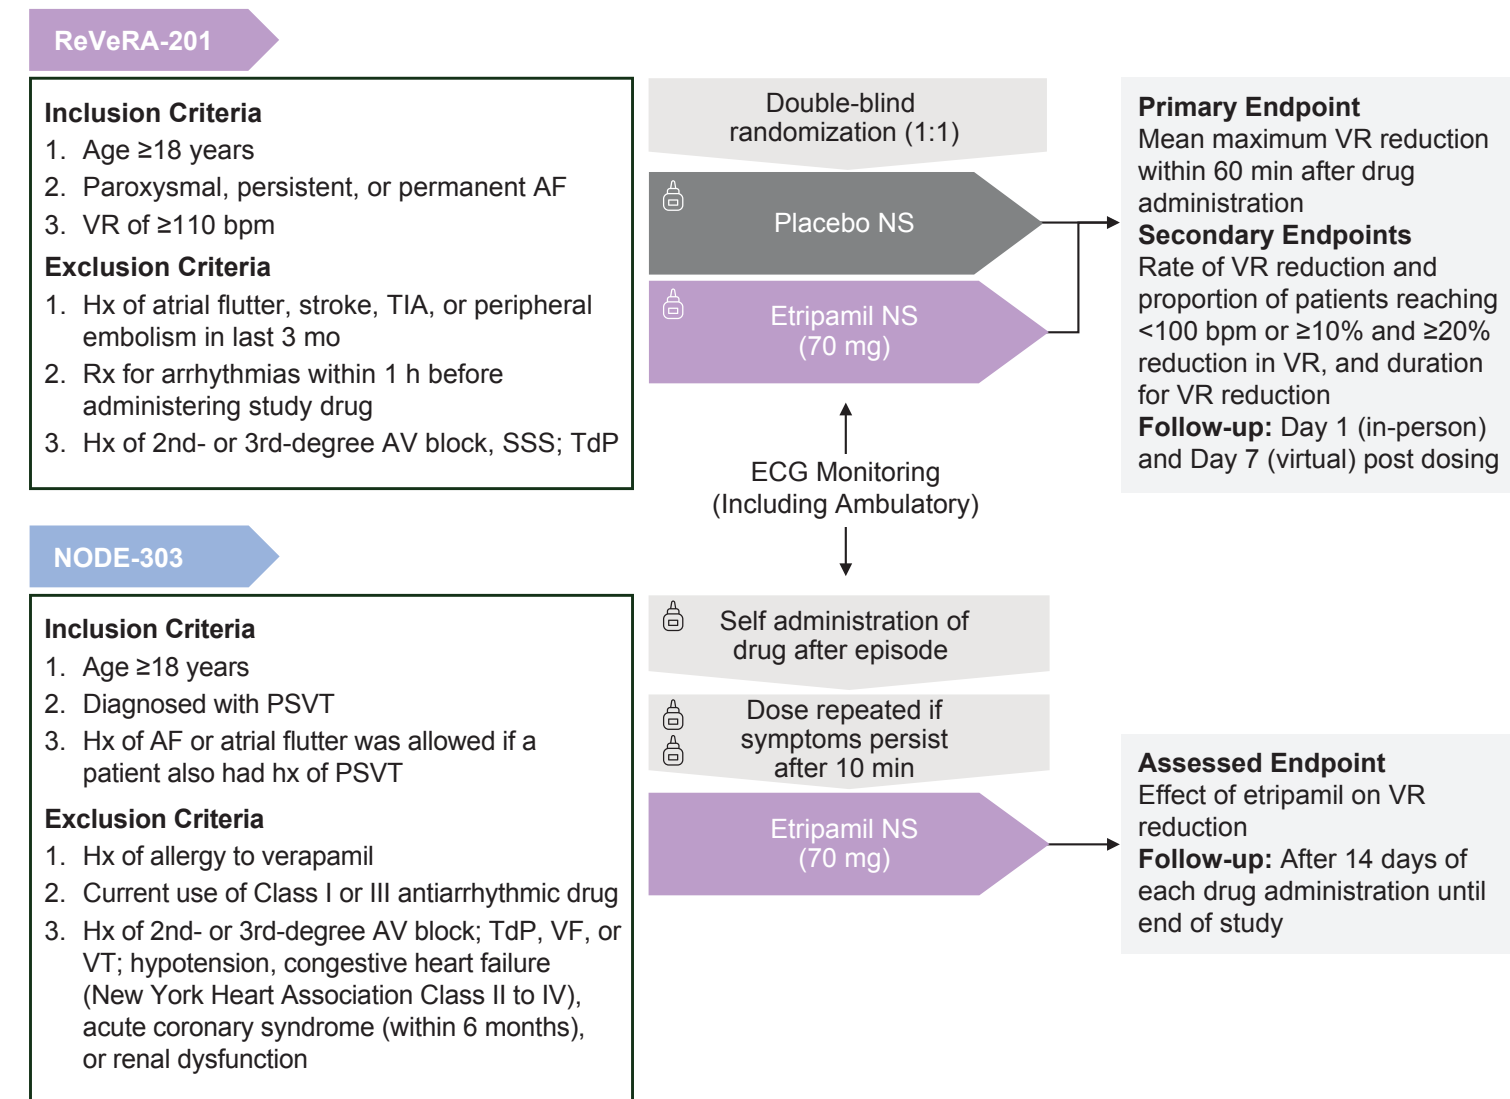 ReVeRA-201
Inclusion Criteria
1. Age ≥18 years
2. Paroxysmal, persistent, or permanent AF
3. VR of ≥110 bpm
Exclusion Criteria
1. Hx of atrial flutter, stroke, TIA, or peripheral
embolism in last 3 mo
2. Rx for arrhythmias within 1 h before
administering study drug
3. Hx of 2nd- or 3rd-degree AV block, SSS; TdP
Double-blind
randomization (1:1)
Placebo NS
Etripamil NS
(70 mg)
Primary Endpoint
Mean maximum VR reduction
within 60 min after drug
administration
Secondary Endpoints
Rate of VR reduction and
proportion of patients reaching
<100 bpm or ≥10% and ≥20%
reduction in VR, and duration
for VR reduction
Follow-up: Day 1 (in-person)
and Day 7 (virtual) post dosing
ECG Monitoring
(Including Ambulatory)
NODE-303
Inclusion Criteria
1. Age ≥18 years
2. Diagnosed with PSVT
3. Hx of AF or atrial flutter was allowed if a
patient also had hx of PSVT
Exclusion Criteria
1. Hx of allergy to verapamil
2. Current use of Class I or III antiarrhythmic drug
3. Hx of 2nd- or 3rd-degree AV block; TdP, VF, or
VT; hypotension, congestive heart failure
(New York Heart Association Class II to IV),
acute coronary syndrome (within 6 months),
or renal dysfunction
Self administration of
drug after episode
Dose repeated if
symptoms persist
after 10 min
Etripamil NS
(70 mg)
Assessed Endpoint
Effect of etripamil on VR
reduction
Follow-up: After 14 days of
each drug administration until
end of study